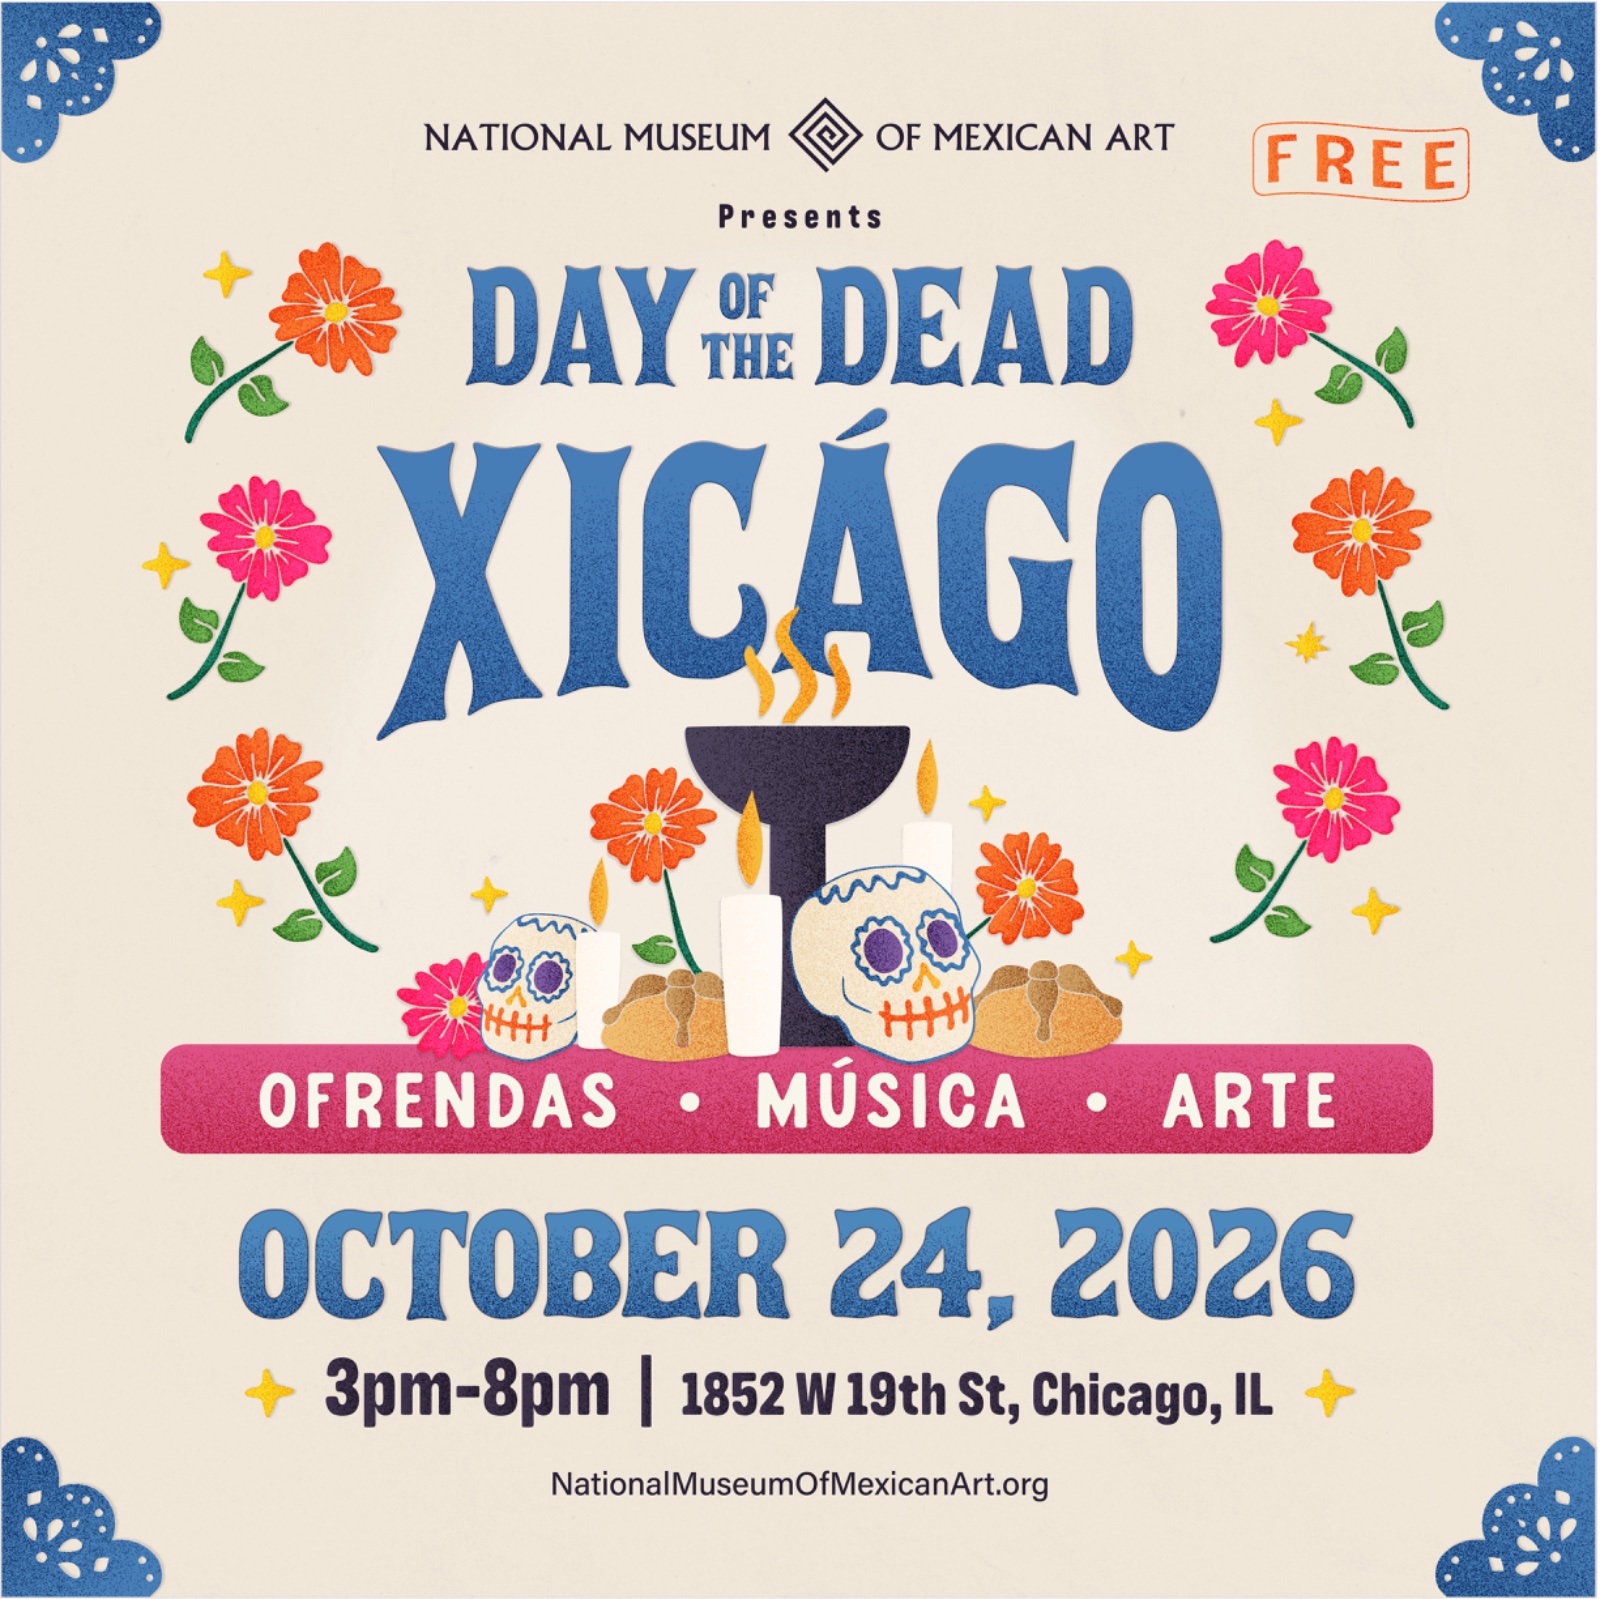 NATIONAL MUSEUM OF MEXICAN ART
FREE
Presents
DAY OF THE DEAD
XICÁGO
OFRENDAS • MÚSICA • ARTE
OCTOBER 24, 2026
3pm-8pm | 1852 W 19th St, Chicago, IL
NationalMuseumOfMexicanArt.org